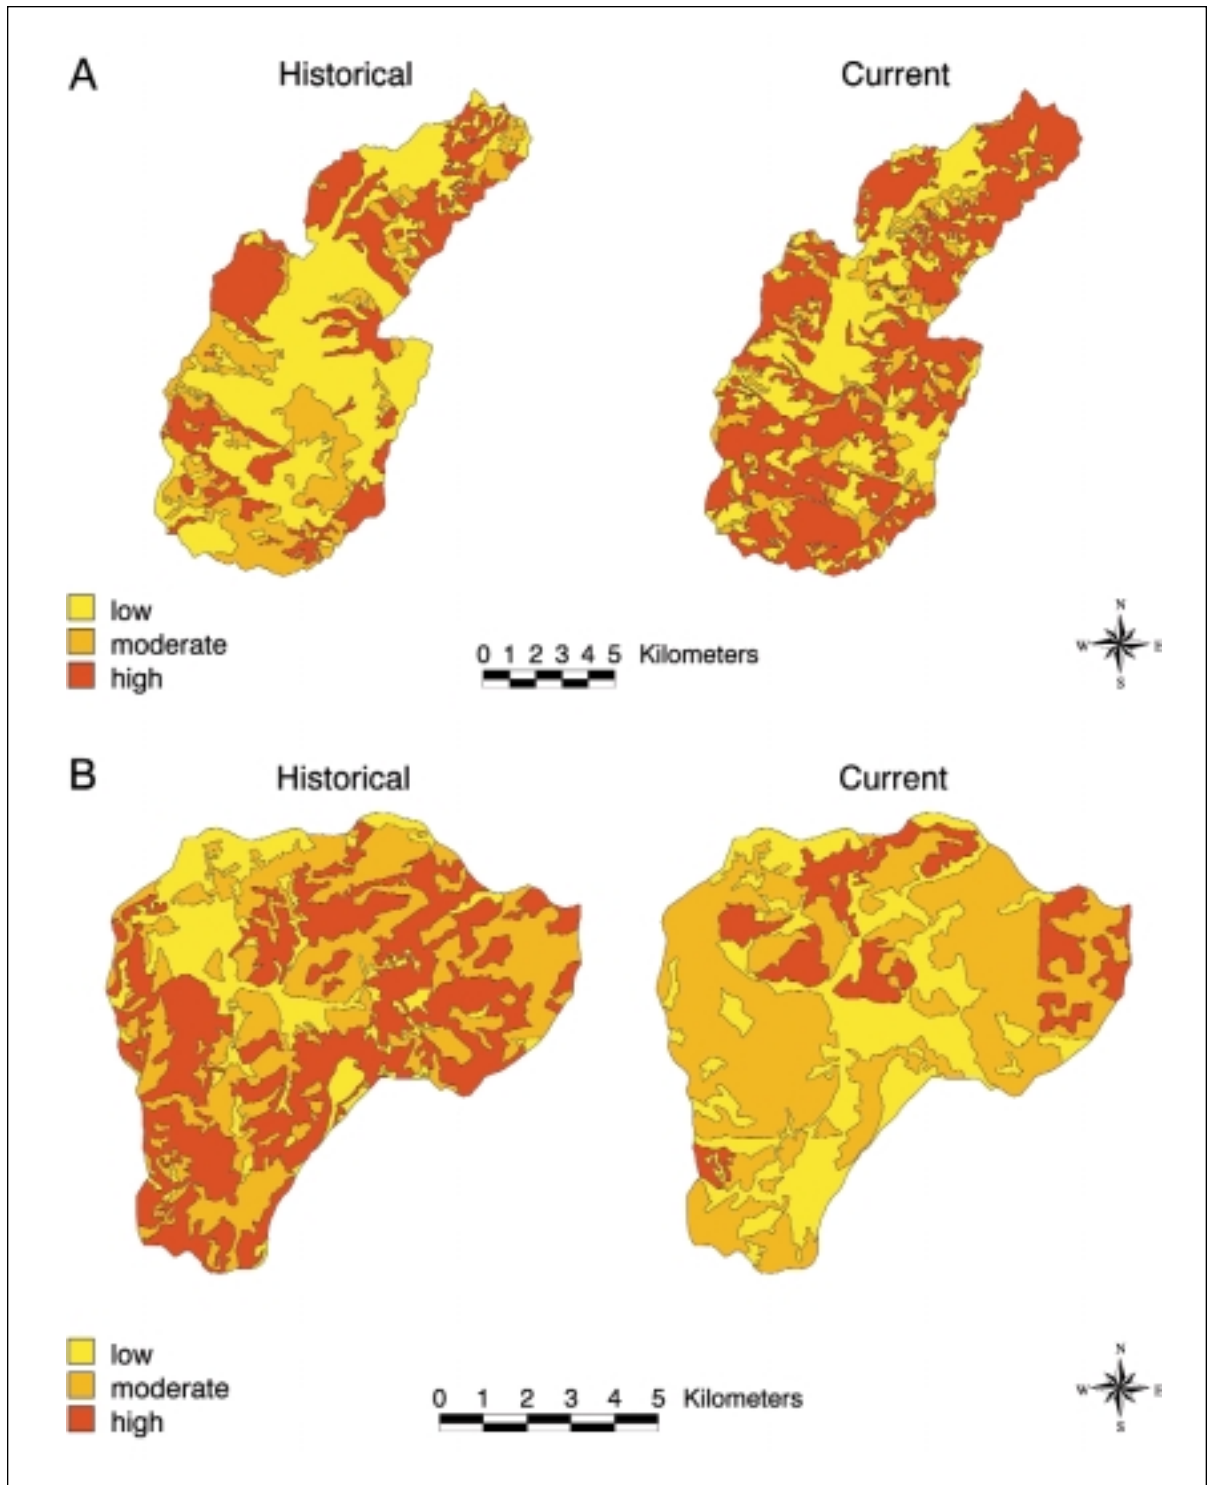 A
Historical
Current
low
moderate
high
0 1 2 3 4 5 Kilometers
N
W E
S
B
Historical
Current
low
moderate
high
0 1 2 3 4 5 Kilometers
N
W E
S